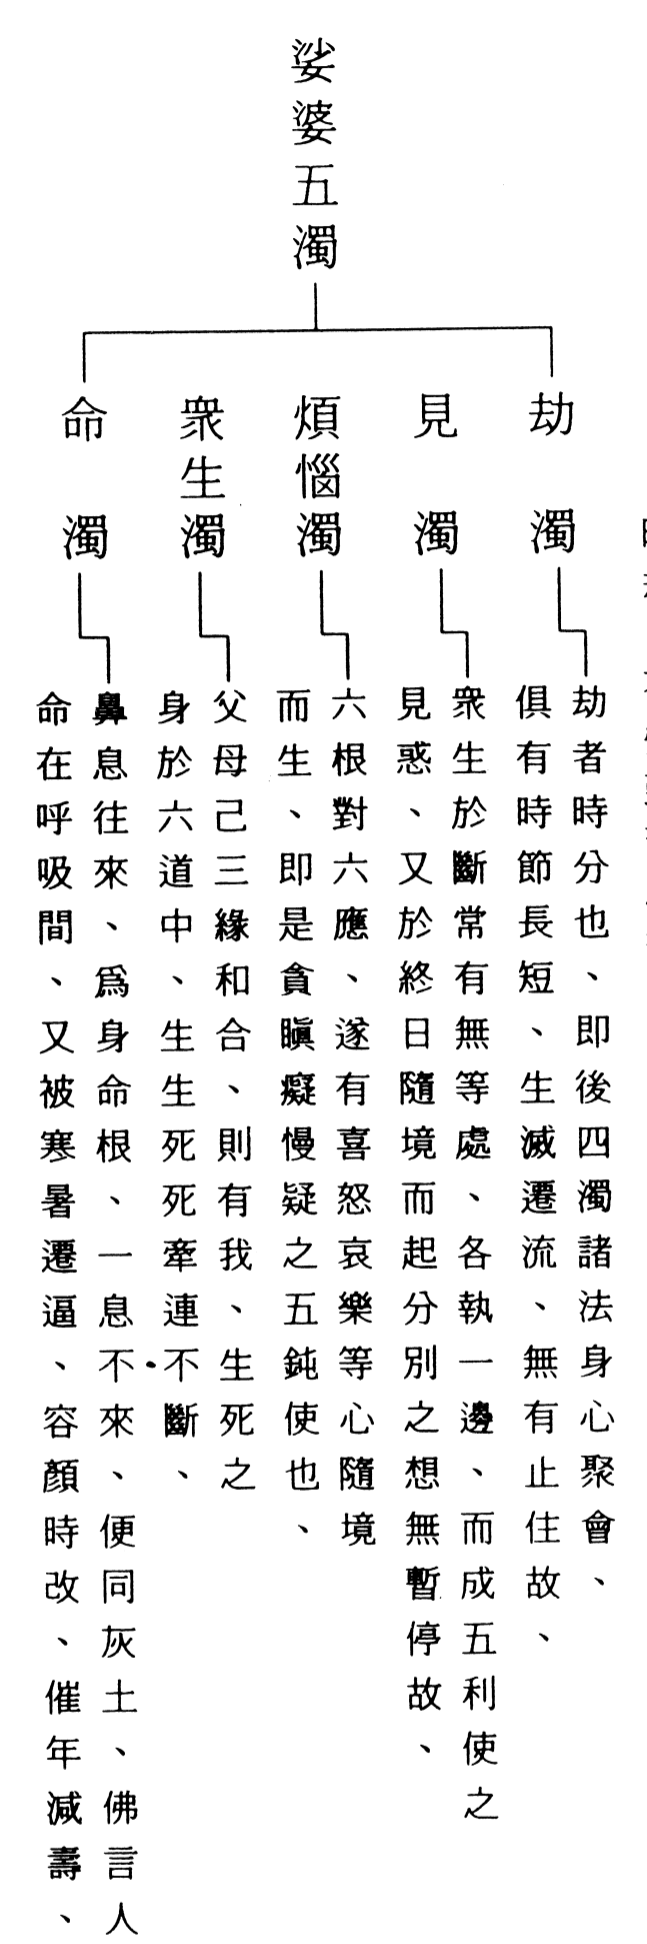 娑婆五濁
劫濁
劫者時分也、即後四濁諸法身心聚會、
俱有時節長短、生滅遷流、無有止住故、
見濁
衆生於斷常有無等處、各執一邊、而成五利使之
見惑、又於終日隨境而起分別之想無暫停故、
煩惱濁
六根對六應、遂有喜怒哀樂等心隨境
而生、即是貪瞋癡慢疑之五鈍使也、
衆生濁
父母己三緣和合、則有我、生死之
身於六道中、生生死死牽連不斷、
命濁
鼻息往來、爲身命根、一息不來、便同灰土、佛言人
命在呼吸間、又被寒暑遷逼、容顏時改、催年減壽、